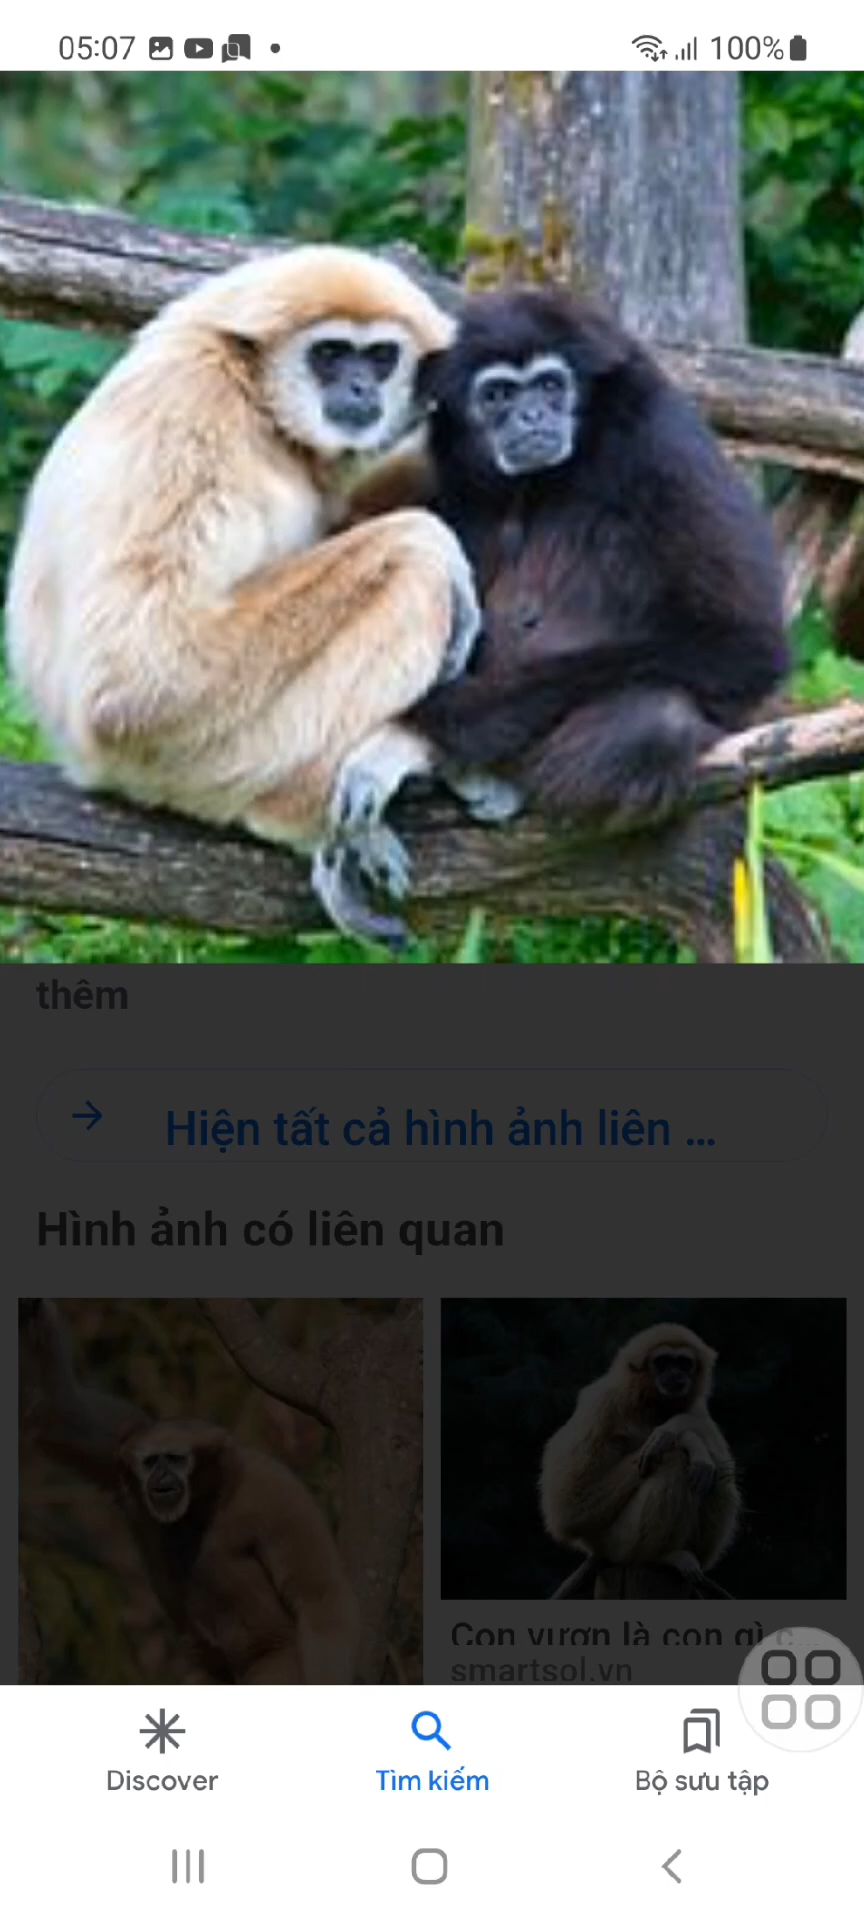 05:07 100%
thêm
Hiện tất cả hình ảnh liên ...
Hình ảnh có liên quan
Con vượn là con gì c...
smartsol.vn
Discover Tìm kiếm Bộ sưu tập